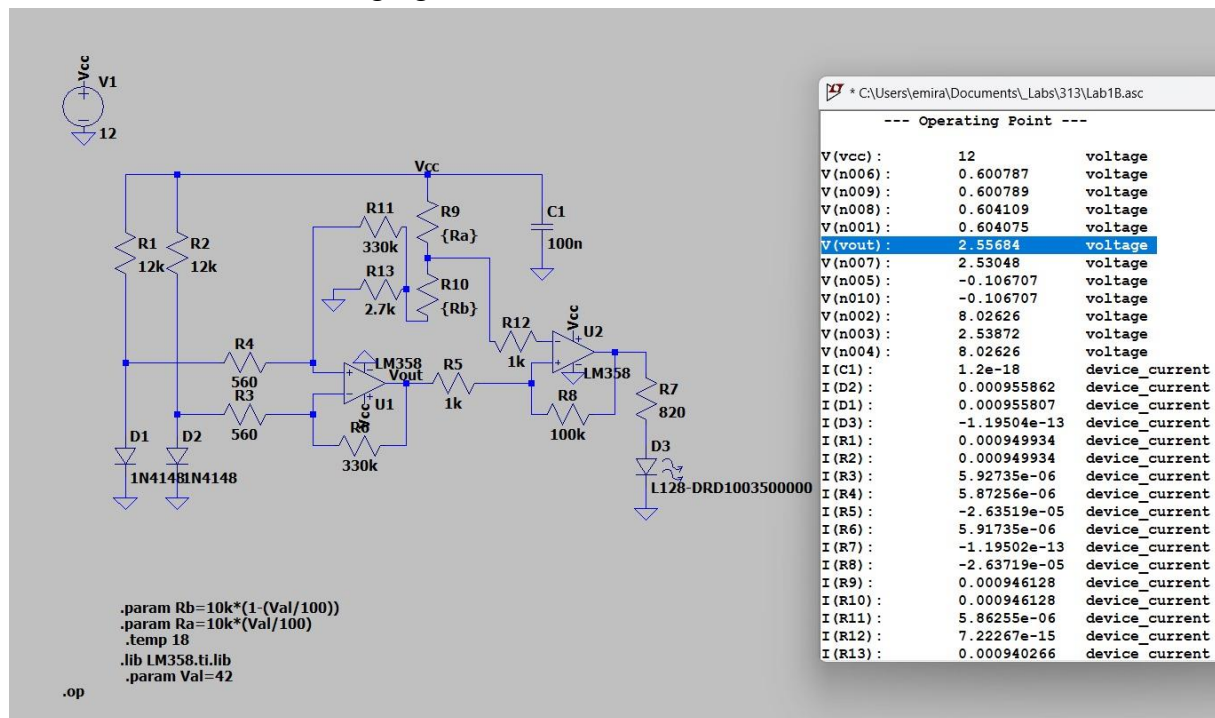 Vcc
V1
12
Vcc
R11
330k
R9
{Ra}
C1
100n
R1
12k
R2
12k
R13
2.7k
R10
{Rb}
R12
1k
Vcc
U2
LM358
R4
560
R3
560
LM358
Vout
U1
Vcc
R5
1k
R8
100k
R7
820
R6
330k
D1
1N4148
D2
1N4148
D3
L128-DRD1003500000
.param Rb=10k*(1-(Val/100))
.param Ra=10k*(Val/100)
.temp 18
.lib LM358.ti.lib
.param Val=42
.op
* C:\Users\emira\Documents\_Labs\313\Lab1B.asc
--- Operating Point ---
V(vcc): 12 voltage
V(n006): 0.600787 voltage
V(n009): 0.600789 voltage
V(n008): 0.604109 voltage
V(n001): 0.604075 voltage
V(vout): 2.55684 voltage
V(n007): 2.53048 voltage
V(n005): -0.106707 voltage
V(n010): -0.106707 voltage
V(n002): 8.02626 voltage
V(n003): 2.53872 voltage
V(n004): 8.02626 voltage
I(C1): 1.2e-18 device_current
I(D2): 0.000955862 device_current
I(D1): 0.000955807 device_current
I(D3): -1.19504e-13 device_current
I(R1): 0.000949934 device_current
I(R2): 0.000949934 device_current
I(R3): 5.92735e-06 device_current
I(R4): 5.87256e-06 device_current
I(R5): -2.63519e-05 device_current
I(R6): 5.91735e-06 device_current
I(R7): -1.19502e-13 device_current
I(R8): -2.63719e-05 device_current
I(R9): 0.000946128 device_current
I(R10): 0.000946128 device_current
I(R11): 5.86255e-06 device_current
I(R12): 7.22267e-15 device_current
I(R13): 0.000940266 device_current